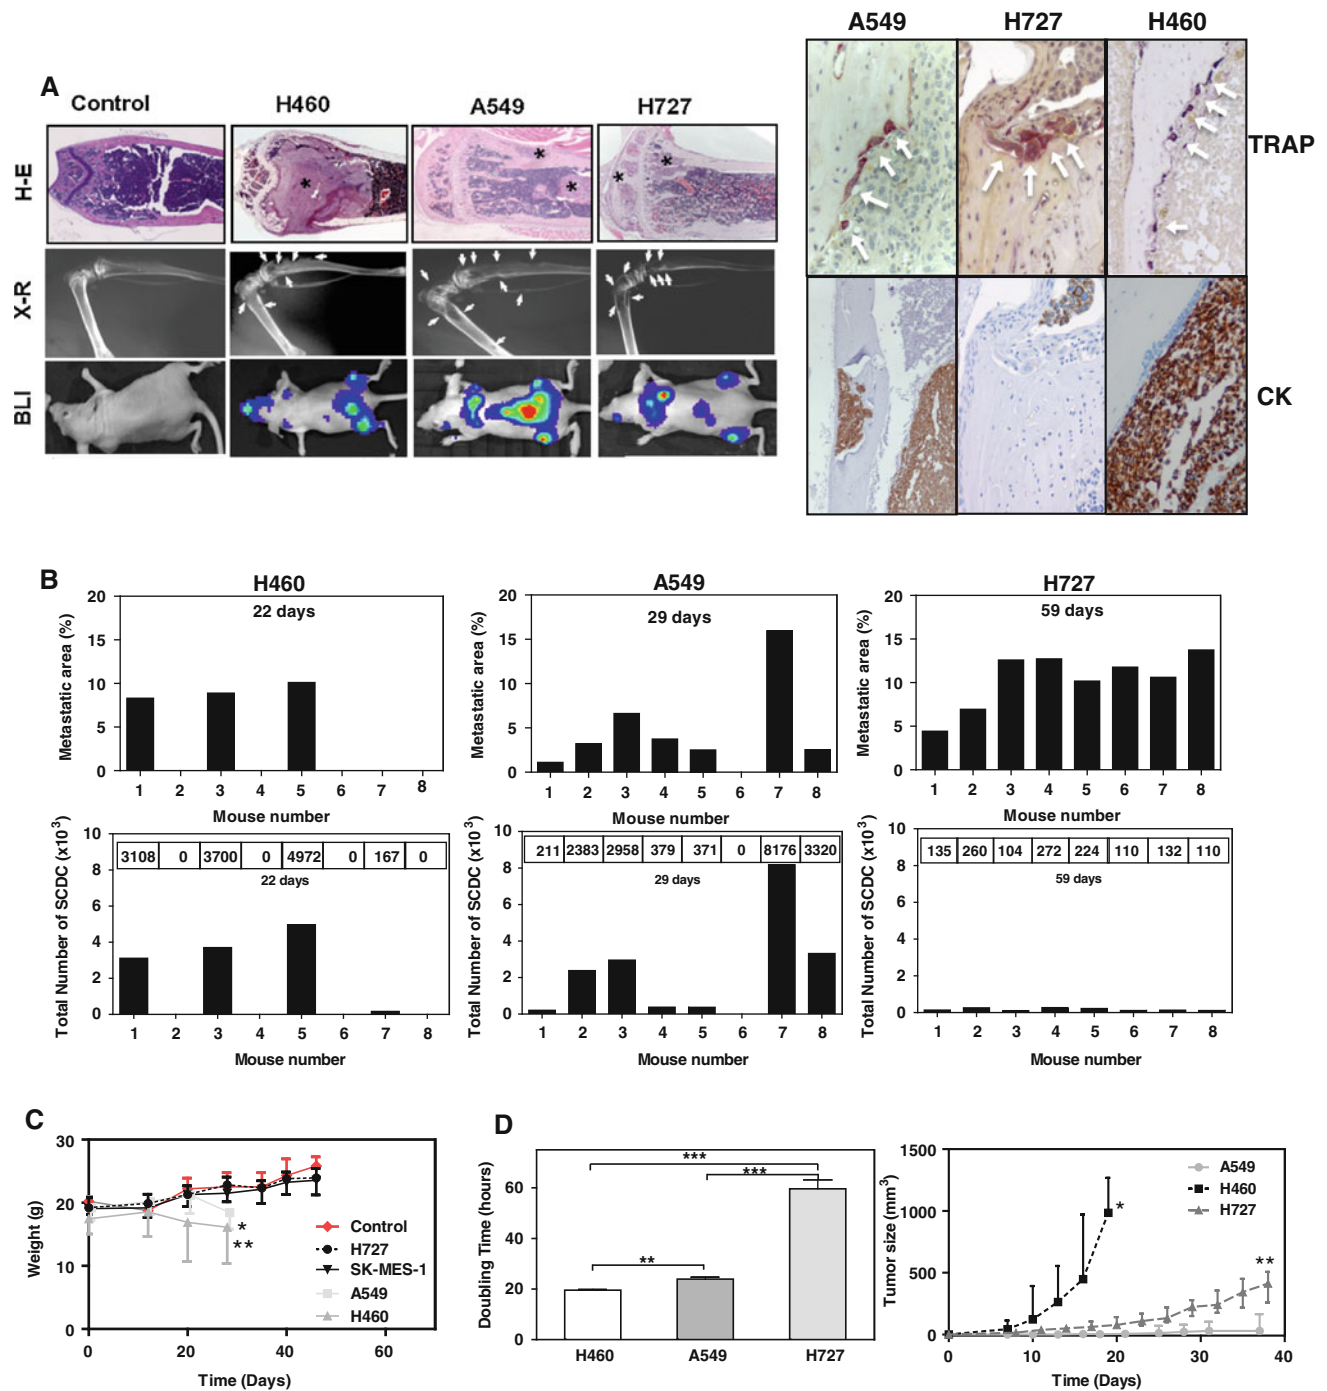 A549 H727 H460
A
Control H460 A549 H727
H-E
* * * * *
X-R
BLI
TRAP
CK
B
H460
22 days
Metastatic area (%)
20
15
10
5
0
1 2 3 4 5 6 7 8
Mouse number
A549
29 days
Metastatic area (%)
20
15
10
5
0
1 2 3 4 5 6 7 8
Mouse number
H727
59 days
Metastatic area (%)
20
15
10
5
0
1 2 3 4 5 6 7 8
Mouse number
Total Number of SCDC (x10³)
10
8
6
4
2
0
3108 0 3700 0 4972 0 167 0
22 days
1 2 3 4 5 6 7 8
Mouse number
Total Number of SCDC (x10³)
10
8
6
4
2
0
211 2383 2958 379 371 0 8176 3320
29 days
1 2 3 4 5 6 7 8
Mouse number
Total Number of SCDC (x10³)
10
8
6
4
2
0
135 260 104 272 224 110 132 110
59 days
1 2 3 4 5 6 7 8
Mouse number
C
Weight (g)
30
20
10
0
*
**
Control
H727
SK-MES-1
A549
H460
0 20 40 60
Time (Days)
D
Doubling Time (hours)
60
40
20
0
***
***
**
H460 A549 H727
Tumor size (mm³)
1500
1000
500
0
A549
H460
H727
*
**
0 10 20 30 40
Time (Days)